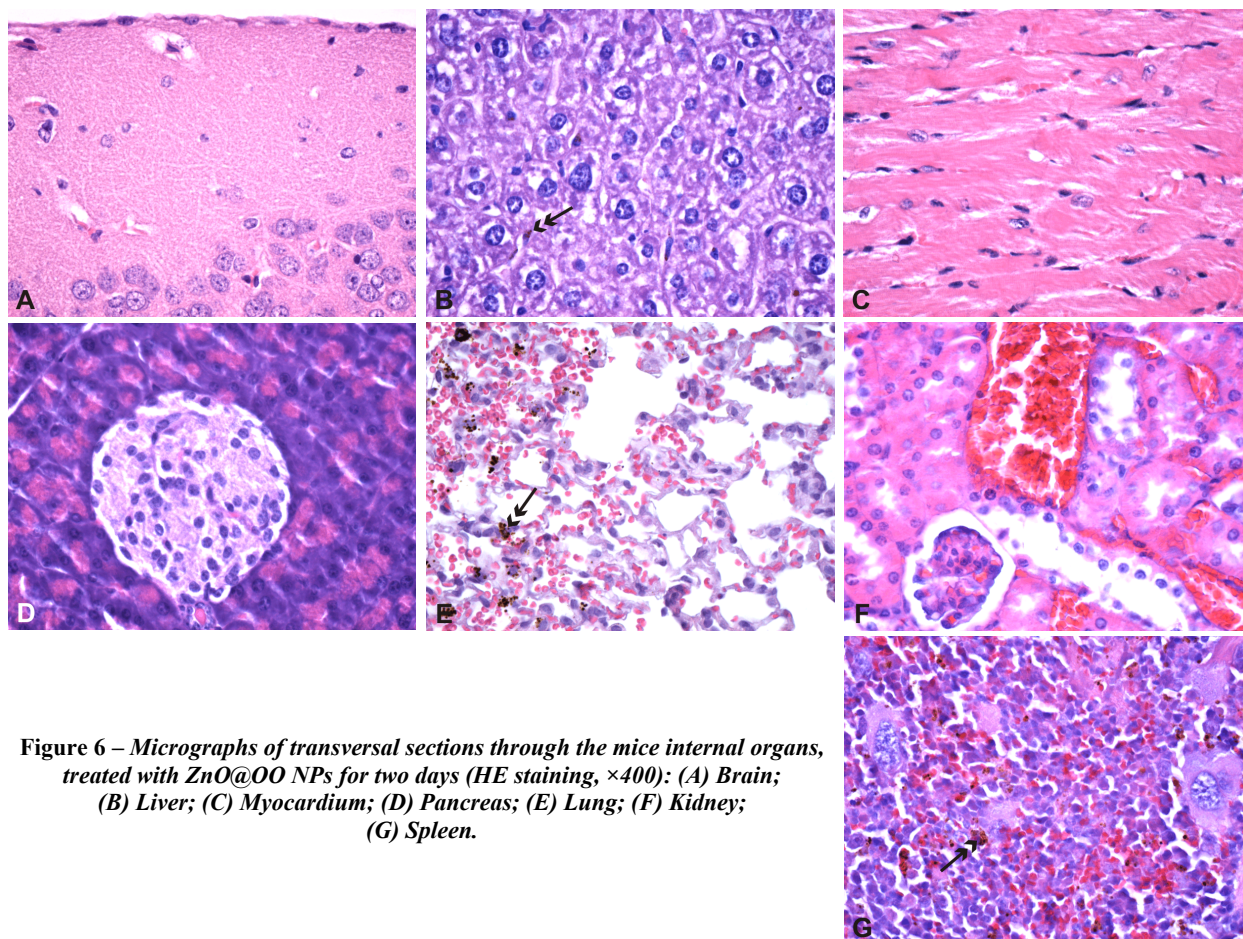 A
B
C
D
E
F
Figure 6 – Micrographs of transversal sections through the mice internal organs,
treated with ZnO@OO NPs for two days (HE staining, ×400): (A) Brain;
(B) Liver; (C) Myocardium; (D) Pancreas; (E) Lung; (F) Kidney;
(G) Spleen.
G